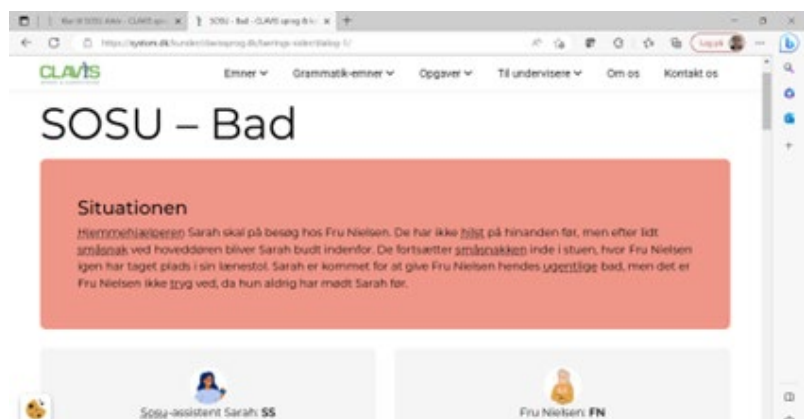 SOSU - Bad - CLAVIS sprog &
CLAVIS
Emner Grammatik-emner Opgaver Til undervisere Om os Kontakt os
SOSU – Bad
Situationen
Hjemmehjælperen Sarah skal på besøg hos Fru Nielsen. De har ikke hilst på hinanden før, men efter lidt
småsnak ved hoveddøren bliver Sarah budt indenfor. De fortsætter småsnakken inde i stuen, hvor Fru Nielsen
igen har taget plads i sin lænestol. Sarah er kommet for at give Fru Nielsen hendes ugentlige bad, men det er
Fru Nielsen ikke tryg ved, da hun aldrig har mødt Sarah før.
Sosu-assistent Sarah: SS
Fru Nielsen: FN